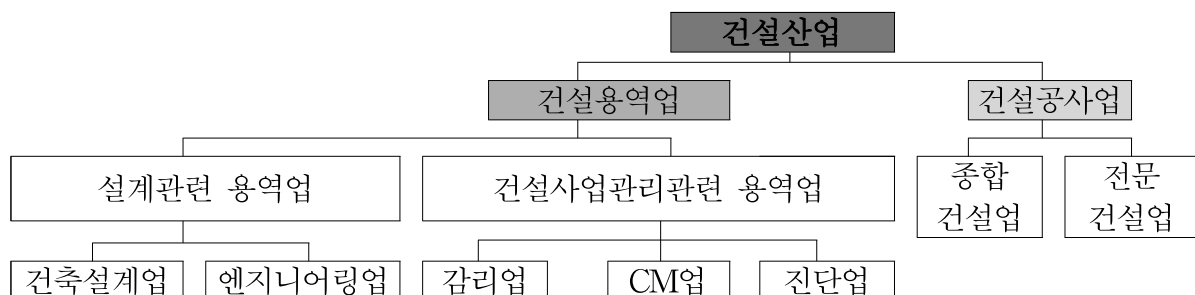 건설산업
건설용역업
건설공사업
설계관련 용역업
건설사업관리관련 용역업
종합
건설업
전문
건설업
건축설계업
엔지니어링업
감리업
CM업
진단업